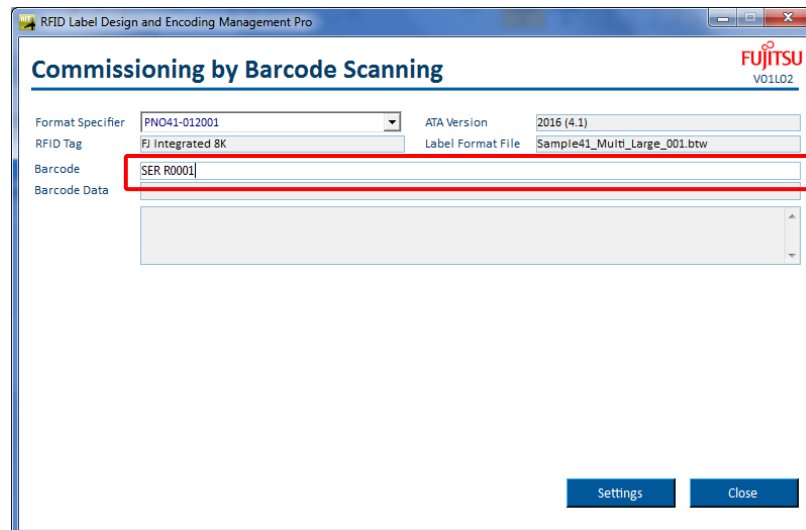 RFID Label Design and Encoding Management Pro
Commissioning by Barcode Scanning
FUJITSU
V01L02
Format Specifier PNO41-012001 ATA Version 2016 (4.1)
RFID Tag FJ Integrated 8K Label Format File Sample41_Multi_Large_001.btw
Barcode SER R0001
Barcode Data
Settings Close